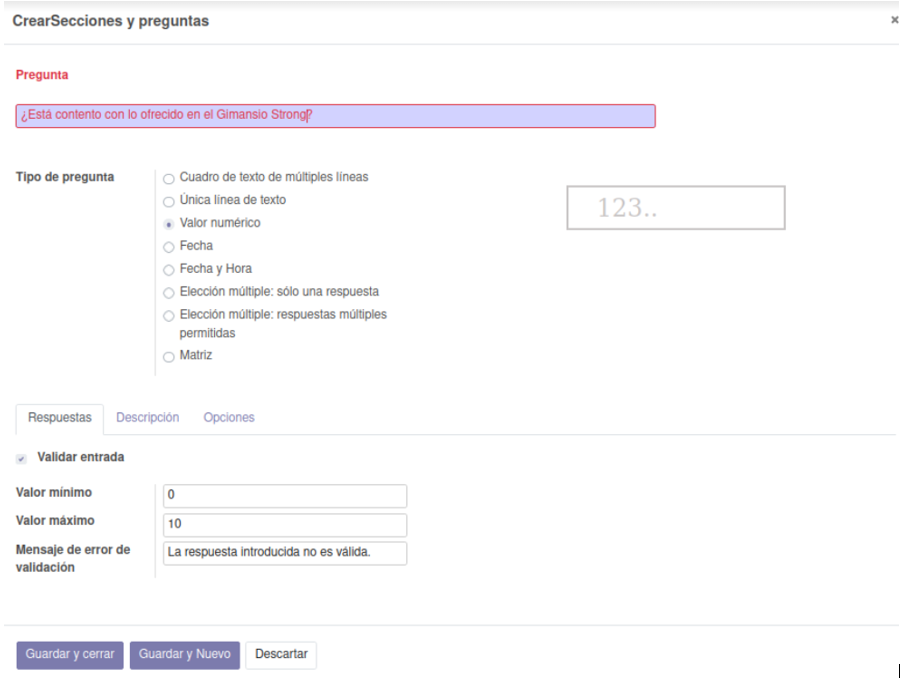 CrearSecciones y preguntas
×
Pregunta
¿Está contento con lo ofrecido en el Gimansio Strong?
Tipo de pregunta
Cuadro de texto de múltiples líneas
Única línea de texto
Valor numérico
Fecha
Fecha y Hora
Elección múltiple: sólo una respuesta
Elección múltiple: respuestas múltiples
permitidas
Matriz
123..
Respuestas Descripción Opciones
Validar entrada
Valor mínimo 0
Valor máximo 10
Mensaje de error de La respuesta introducida no es válida.
validación
Guardar y cerrar Guardar y Nuevo Descartar